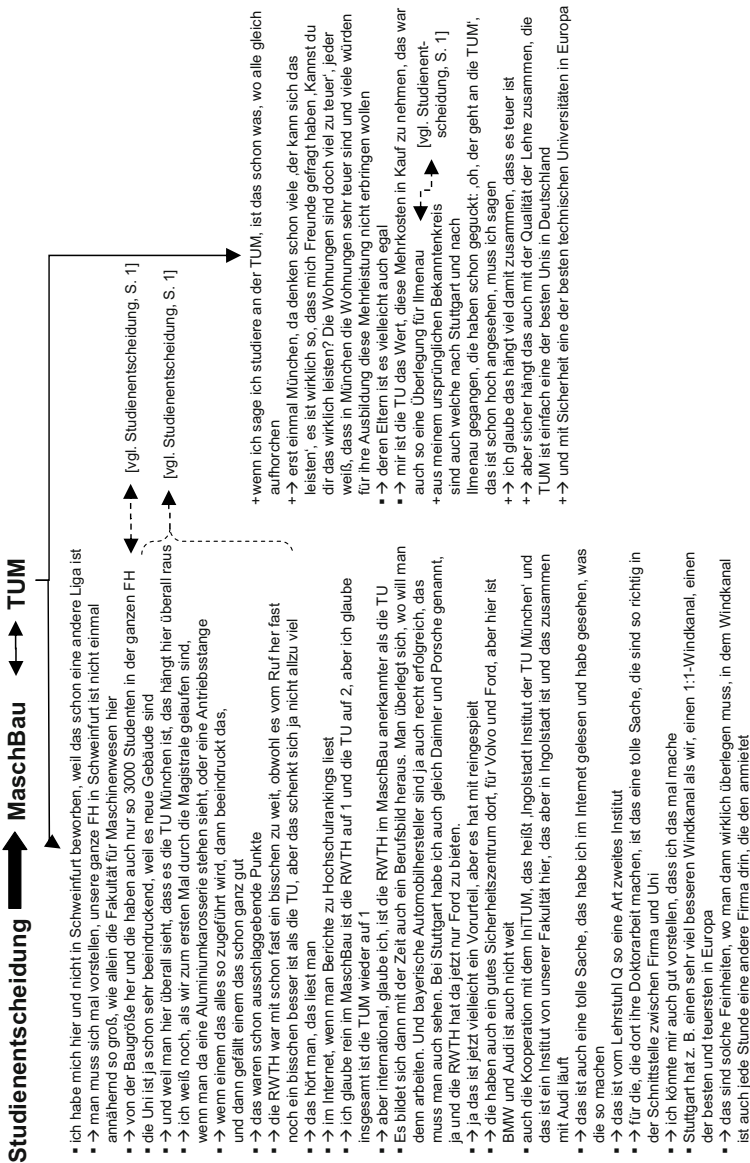 Studienentscheidung MaschBau TUM
▪ ich habe mich hier und nicht in Schweinfurt beworben, weil das schon eine andere Liga ist
▪ → man muss sich mal vorstellen, unsere ganze FH in Schweinfurt ist nicht einmal
annähernd so groß, wie allein die Fakultät für Maschinenwesen hier
▪ → von der Baugröße her und die haben auch nur so 3000 Studenten in der ganzen FH
[vgl. Studienentscheidung, S. 1]
▪ die Uni ist ja schon sehr beeindruckend, weil es neue Gebäude sind
▪ → und weil man hier überall sieht, dass es die TU München ist, das hängt hier überall raus
[vgl. Studienentscheidung, S. 1]
▪ → ich weiß noch, als wir zum ersten Mal durch die Magistrale gelaufen sind,
wenn man da eine Aluminiumkarosserie stehen sieht, oder eine Antriebsstange
▪ → wenn einem das alles so zugeführt wird, dann beeindruckt das,
und dann gefällt einem das schon ganz gut
▪ → das waren schon ausschlaggebende Punkte
▪ → die RWTH war mit schon fast ein bisschen zu weit, obwohl es vom Ruf her fast
noch ein bisschen besser ist als die TU, aber das schenkt sich ja nicht allzu viel
▪ → das hört man, das liest man
▪ → im Internet, wenn man Berichte zu Hochschulrankings liest
▪ → ich glaube rein im MaschBau ist die RWTH auf 1 und die TU auf 2, aber ich glaube
insgesamt ist die TUM wieder auf 1
▪ → aber international, glaube ich, ist die RWTH im MaschBau anerkannter als die TU
▪ Es bildet sich dann mit der Zeit auch ein Berufsbild heraus. Man überlegt sich, wo will man
denn arbeiten. Und bayerische Automobilhersteller sind ja auch recht erfolgreich, das
muss man auch sehen. Bei Stuttgart habe ich auch gleich Daimler und Porsche genannt,
ja und die RWTH hat da jetzt nur Ford zu bieten.
▪ → ja das ist jetzt vielleicht ein Vorurteil, aber es hat mit reingespielt
▪ → die haben auch ein gutes Sicherheitszentrum dort, für Volvo und Ford, aber hier ist
BMW und Audi ist auch nicht weit
▪ auch die Kooperation mit dem InTUM, das heißt ‚Ingolstadt Institut der TU München‘ und
das ist ein Institut von unserer Fakultät hier, das aber in Ingolstadt ist und das zusammen
mit Audi läuft
▪ → das ist auch eine tolle Sache, das habe ich im Internet gelesen und habe gesehen, was
die so machen
▪ → das ist vom Lehrstuhl Q so eine Art zweites Institut
▪ → für die, die dort ihre Doktorarbeit machen, ist das eine tolle Sache, die sind so richtig in
der Schnittstelle zwischen Firma und Uni
▪ → ich könnte mir auch gut vorstellen, dass ich das mal mache
▪ Stuttgart hat z. B. einen sehr viel besseren Windkanal als wir, einen 1:1-Windkanal, einen
der besten und teuersten in Europa
▪ → das sind solche Feinheiten, wo man dann wirklich überlegen muss, in dem Windkanal
ist auch jede Stunde eine andere Firma drin, die den anmietet
+wenn ich sage ich studiere an der TUM, ist das schon was, wo alle gleich
aufhorchen
+ → erst einmal München, da denken schon viele ‚der kann sich das
leisten‘, es ist wirklich so, dass mich Freunde gefragt haben ‚Kannst du
dir das wirklich leisten? Die Wohnungen sind doch viel zu teuer‘, jeder
weiß, dass in München die Wohnungen sehr teuer sind und viele würden
für ihre Ausbildung diese Mehrleistung nicht erbringen wollen
▪ → deren Eltern ist es vielleicht auch egal
▪ → mir ist die TU das Wert, diese Mehrkosten in Kauf zu nehmen, das war
auch so eine Überlegung für Ilmenau
[vgl. Studienent-
scheidung, S. 1]
+aus meinem ursprünglichen Bekanntenkreis
sind auch welche nach Stuttgart und nach
Ilmenau gegangen, die haben schon geguckt: ‚oh, der geht an die TUM‘,
das ist schon hoch angesehen, muss ich sagen
+ → ich glaube das hängt viel damit zusammen, dass es teuer ist
+ → aber sicher hängt das auch mit der Qualität der Lehre zusammen, die
TUM ist einfach eine der besten Unis in Deutschland
+ → und mit Sicherheit eine der besten technischen Universitäten in Europa